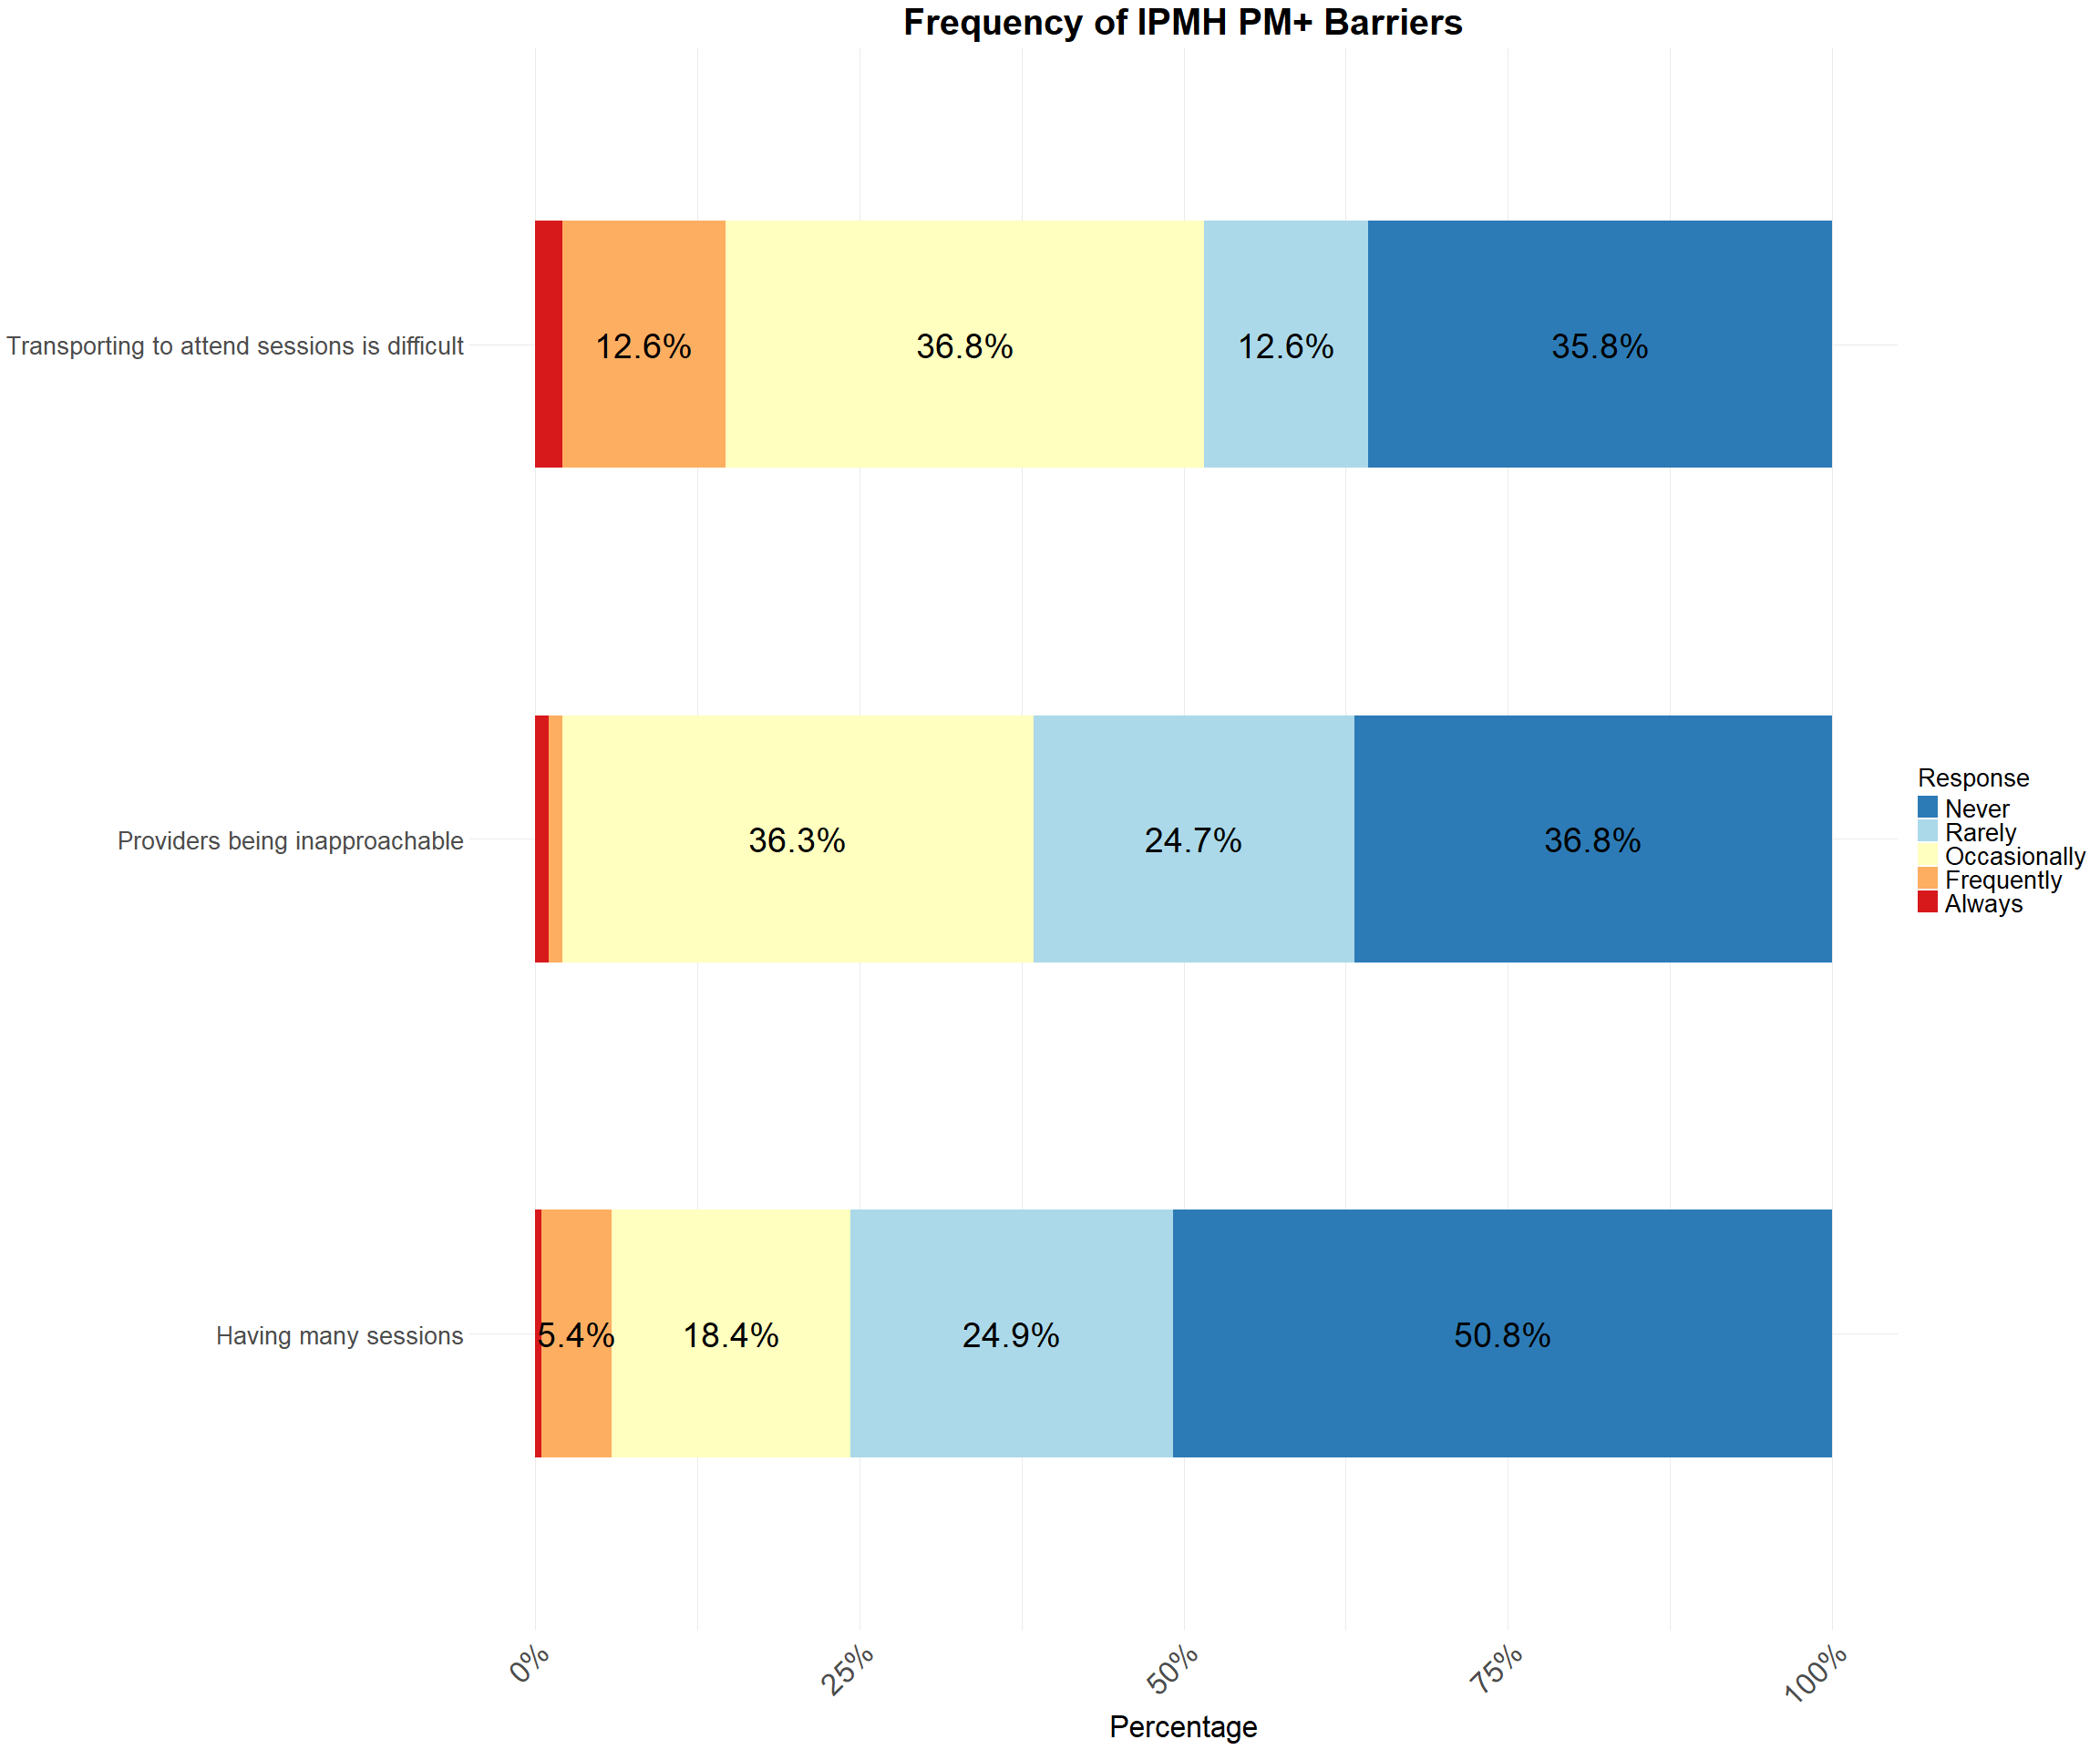 Frequency of IPMH PM+ Barriers
Transporting to attend sessions is difficult
12.6%
36.8%
12.6%
35.8%
Providers being inapproachable
36.3%
24.7%
36.8%
Response
Never
Rarely
Occasionally
Frequently
Always
Having many sessions
5.4%
18.4%
24.9%
50.8%
0%
25%
50%
75%
100%
Percentage